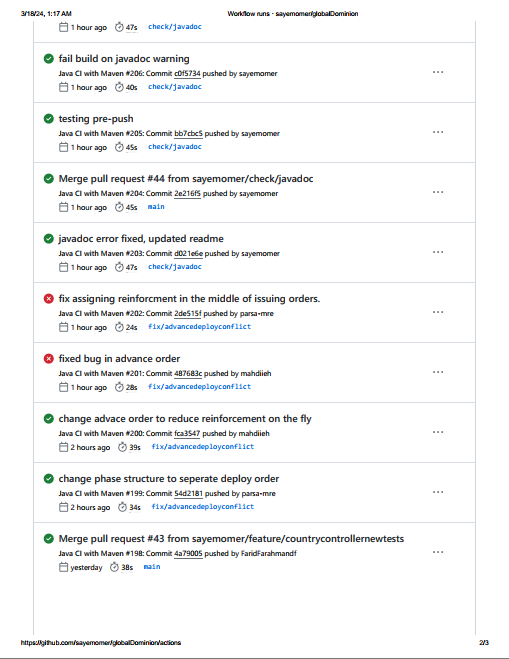 3/18/24, 1:17 AM Workflow runs · sayemomer/globalDominion
1 hour ago 47s check/javadoc
fail build on javadoc warning
Java CI with Maven #206: Commit c0f5734 pushed by sayemomer
1 hour ago 40s check/javadoc
testing pre-push
Java CI with Maven #205: Commit bb7cbc5 pushed by sayemomer
1 hour ago 45s check/javadoc
Merge pull request #44 from sayemomer/check/javadoc
Java CI with Maven #204: Commit 2e216f5 pushed by sayemomer
1 hour ago 45s main
javadoc error fixed, updated readme
Java CI with Maven #203: Commit d021e6e pushed by sayemomer
1 hour ago 47s check/javadoc
fix assigning reinforcment in the middle of issuing orders.
Java CI with Maven #202: Commit 2de515f pushed by parsa-mre
1 hour ago 24s fix/advancedeployconflict
fixed bug in advance order
Java CI with Maven #201: Commit 487683c pushed by mahdiieh
1 hour ago 28s fix/advancedeployconflict
change advace order to reduce reinforcement on the fly
Java CI with Maven #200: Commit fca3547 pushed by mahdiieh
2 hours ago 39s fix/advancedeployconflict
change phase structure to seperate deploy order
Java CI with Maven #199: Commit 54d2181 pushed by parsa-mre
2 hours ago 34s fix/advancedeployconflict
Merge pull request #43 from sayemomer/feature/countrycontrollernewtests
Java CI with Maven #198: Commit 4a79005 pushed by FaridFarahmandf
yesterday 38s main
https://github.com/sayemomer/globalDominion/actions 2/3